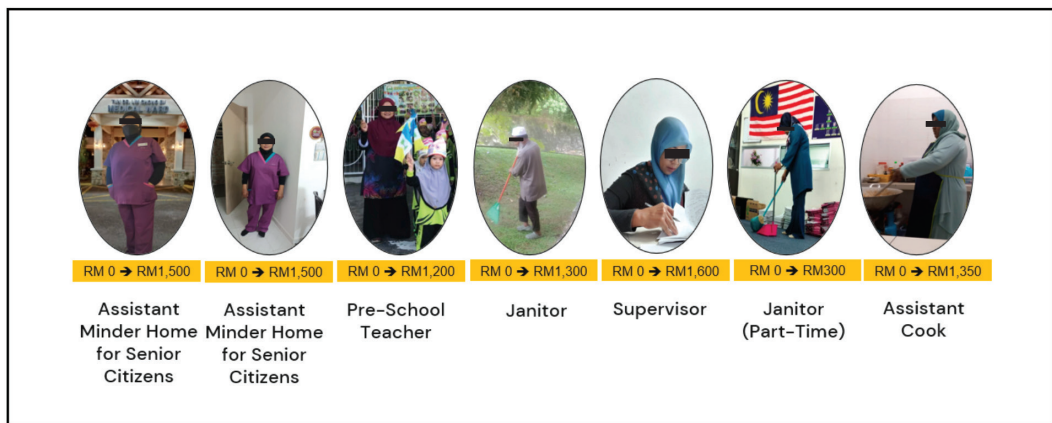 RM 0 ➔ RM1,500
RM 0 ➔ RM1,500
RM 0 ➔ RM1,200
RM 0 ➔ RM1,300
RM 0 ➔ RM1,600
RM 0 ➔ RM300
RM 0 ➔ RM1,350
Assistant
Minder Home
for Senior
Citizens
Assistant
Minder Home
for Senior
Citizens
Pre-School
Teacher
Janitor
Supervisor
Janitor
(Part-Time)
Assistant
Cook